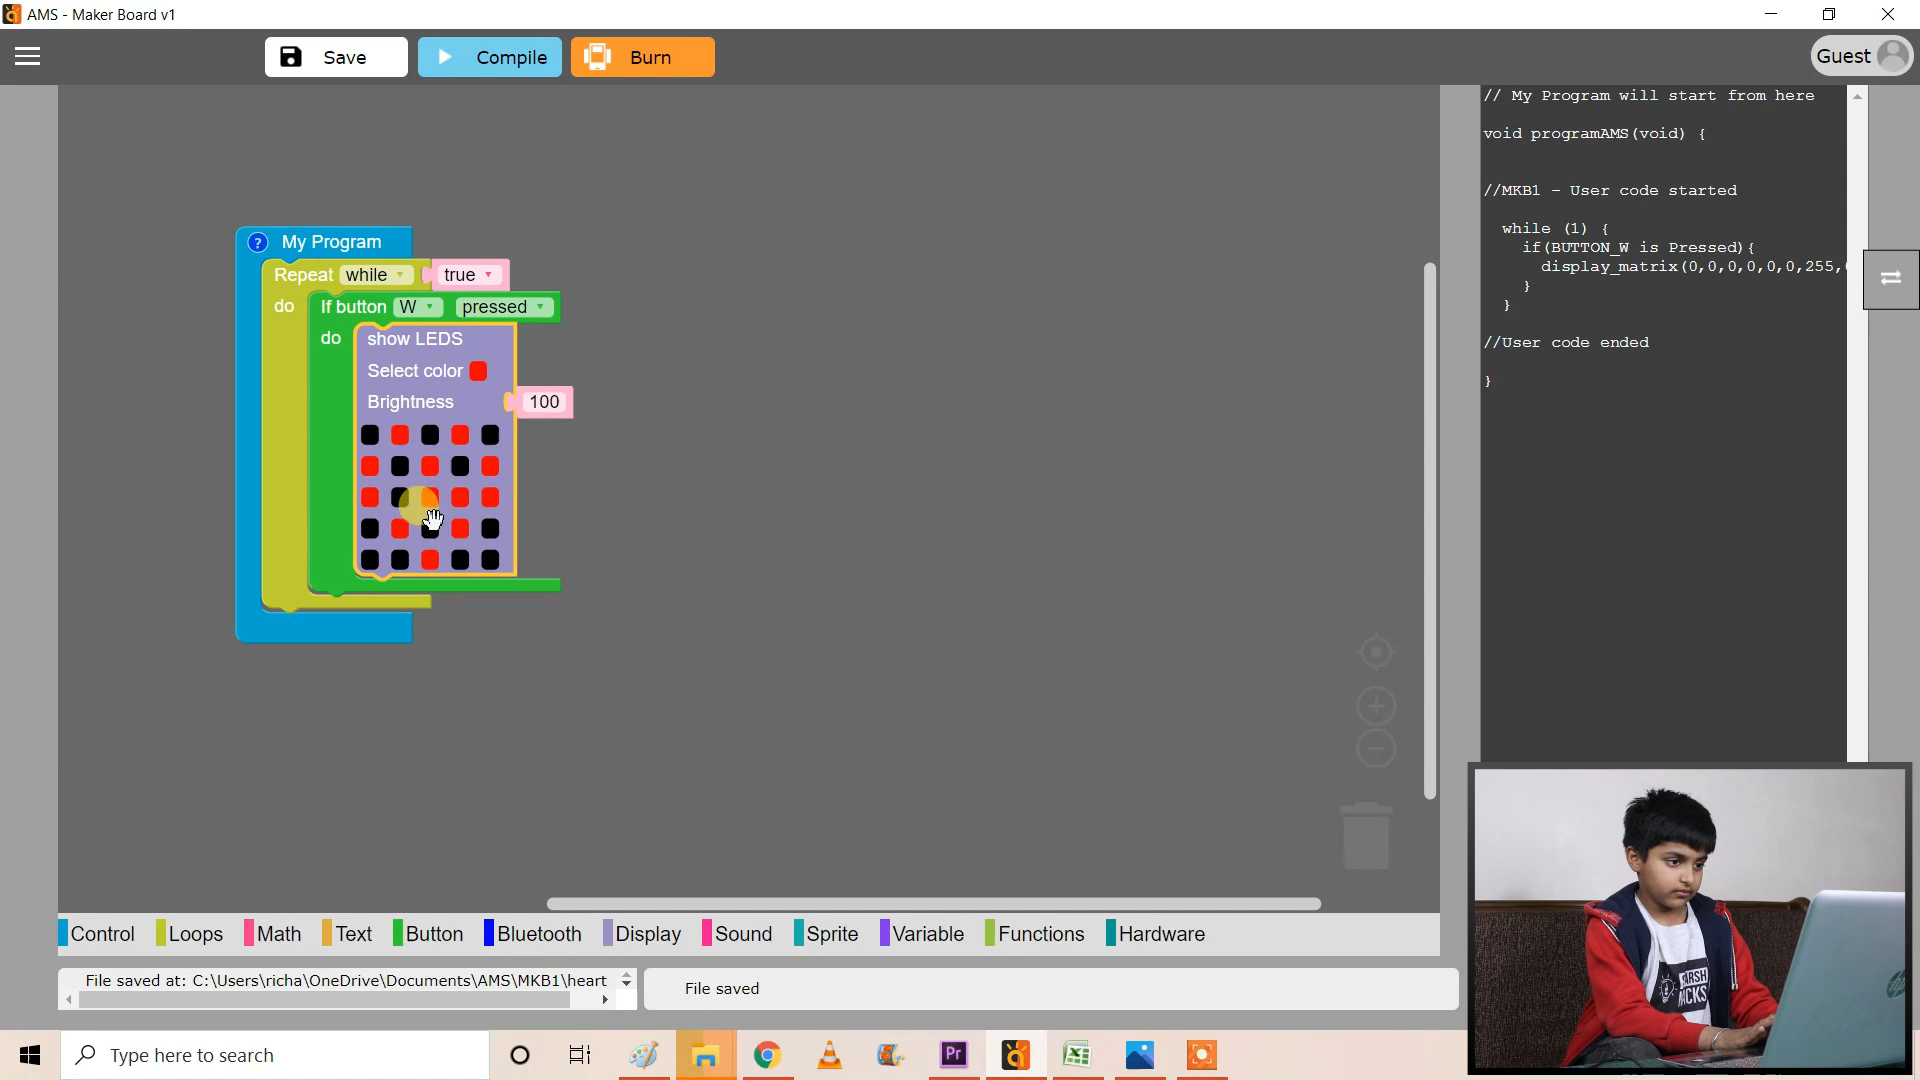 AMS - Maker Board v1
Save
Compile
Burn
Guest
My Program
Repeat while true
do If button W pressed
do show LEDS
Select color
Brightness 100
// My Program will start from here
void programAMS(void) {
//MKB1 - User code started
while (1) {
if(BUTTON_W is Pressed){
display_matrix(0,0,0,0,0,0,255,
}
}
//User code ended
}
Control Loops Math Text Button Bluetooth Display Sound Sprite Variable Functions Hardware
File saved at: C:\Users\richa\OneDrive\Documents\AMS\MKB1\heart
File saved
Type here to search
Pr
HACKS
hp